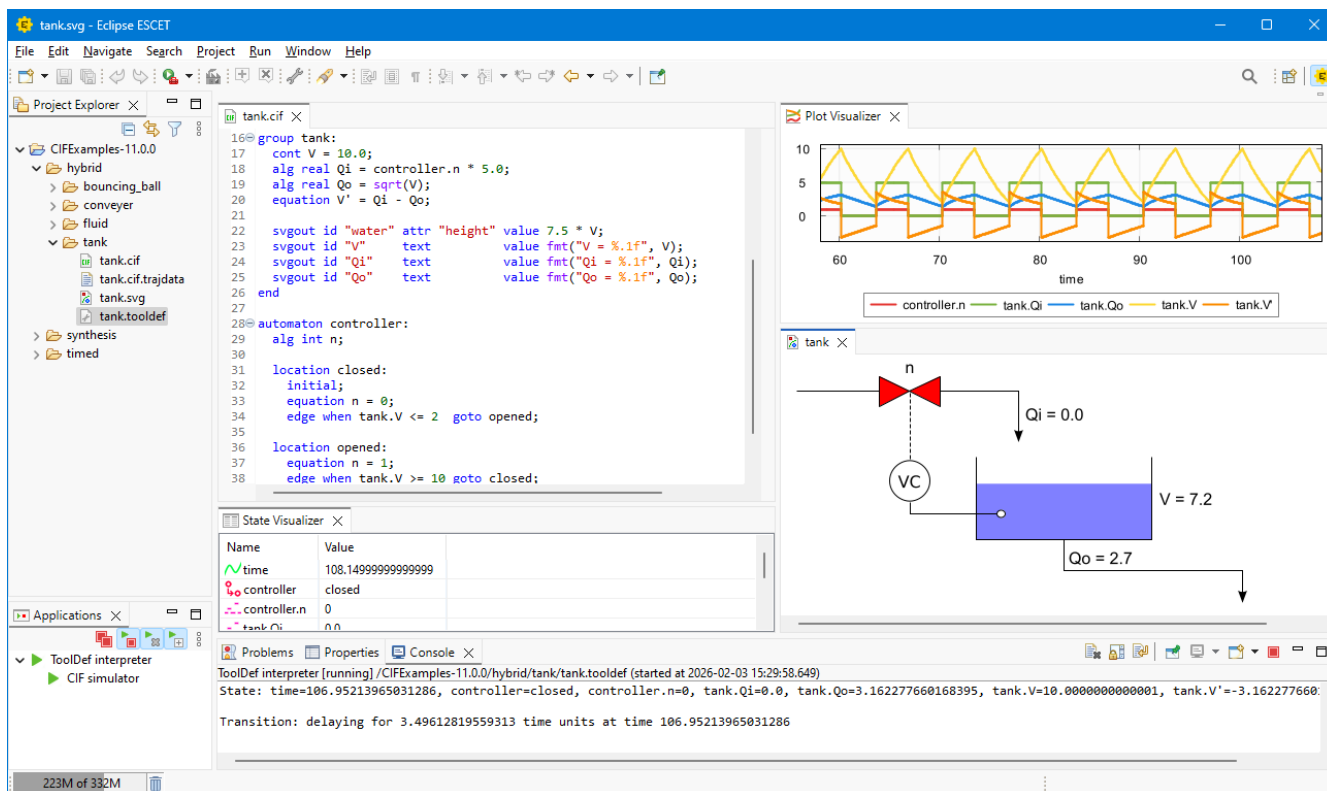 tank.svg - Eclipse ESCET
File Edit Navigate Search Project Run Window Help
Project Explorer
CIFExamples-11.0.0
hybrid
bouncing_ball
conveyer
fluid
tank
tank.cif
tank.cif.trajdata
tank.svg
tank.tooldef
synthesis
timed
Applications
ToolDef interpreter
CIF simulator
tank.cif
16 group tank:
17 cont V = 10.0;
18 alg real Qi = controller.n * 5.0;
19 alg real Qo = sqrt(V);
20 equation V' = Qi - Qo;
21
22 svgout id "water" attr "height" value 7.5 * V;
23 svgout id "V" text value fmt("V = %.1f", V);
24 svgout id "Qi" text value fmt("Qi = %.1f", Qi);
25 svgout id "Qo" text value fmt("Qo = %.1f", Qo);
26 end
27
28 automaton controller:
29 alg int n;
30
31 location closed:
32 initial;
33 equation n = 0;
34 edge when tank.V <= 2 goto opened;
35
36 location opened:
37 equation n = 1;
38 edge when tank.V >= 10 goto closed;
State Visualizer
Name Value
time 108.14999999999999
controller closed
controller.n 0
tank.Qi 0.0
Plot Visualizer
10
5
0
60 70 80 90 100
time
controller.n tank.Qi tank.Qo tank.V tank.V'
tank
n
Qi = 0.0
VC
V = 7.2
Qo = 2.7
Problems Properties Console
ToolDef interpreter [running] /CIFExamples-11.0.0/hybrid/tank/tank.tooldef (started at 2026-02-03 15:29:58.649)
State: time=106.95213965031286, controller=closed, controller.n=0, tank.Qi=0.0, tank.Qo=3.162277660168395, tank.V=10.0000000000001, tank.V'=-3.1622776601
Transition: delaying for 3.49612819559313 time units at time 106.95213965031286
223M of 332M